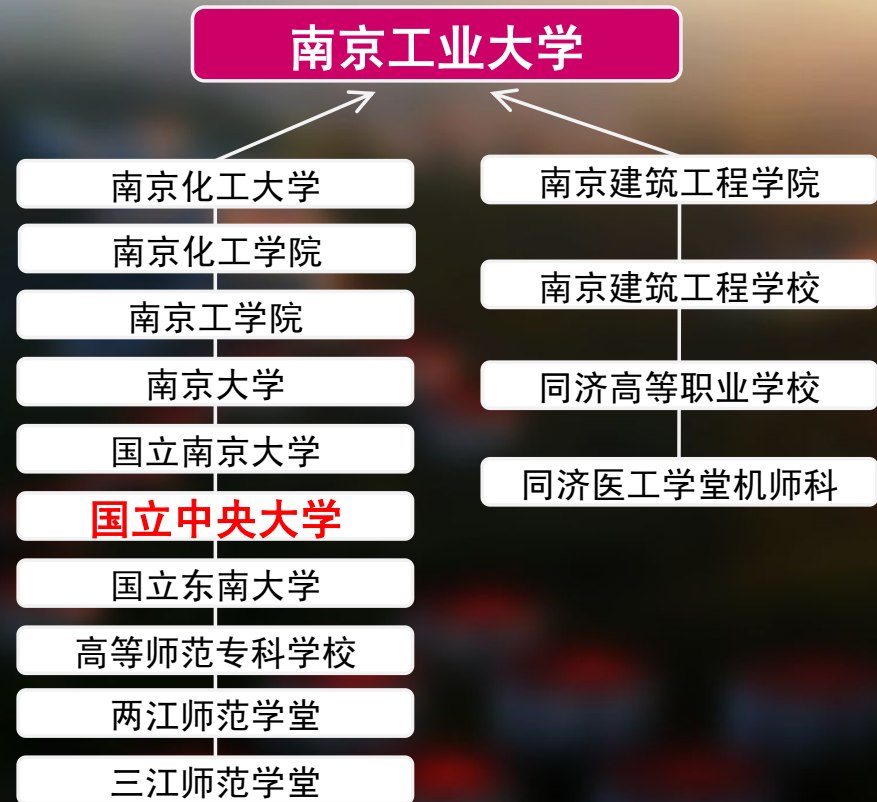 南京工业大学
南京化工大学
南京化工学院
南京工学院
南京大学
国立南京大学
国立中央大学
国立东南大学
高等师范专科学校
两江师范学堂
三江师范学堂
南京建筑工程学院
南京建筑工程学校
同济高等职业学校
同济医工学堂机师科